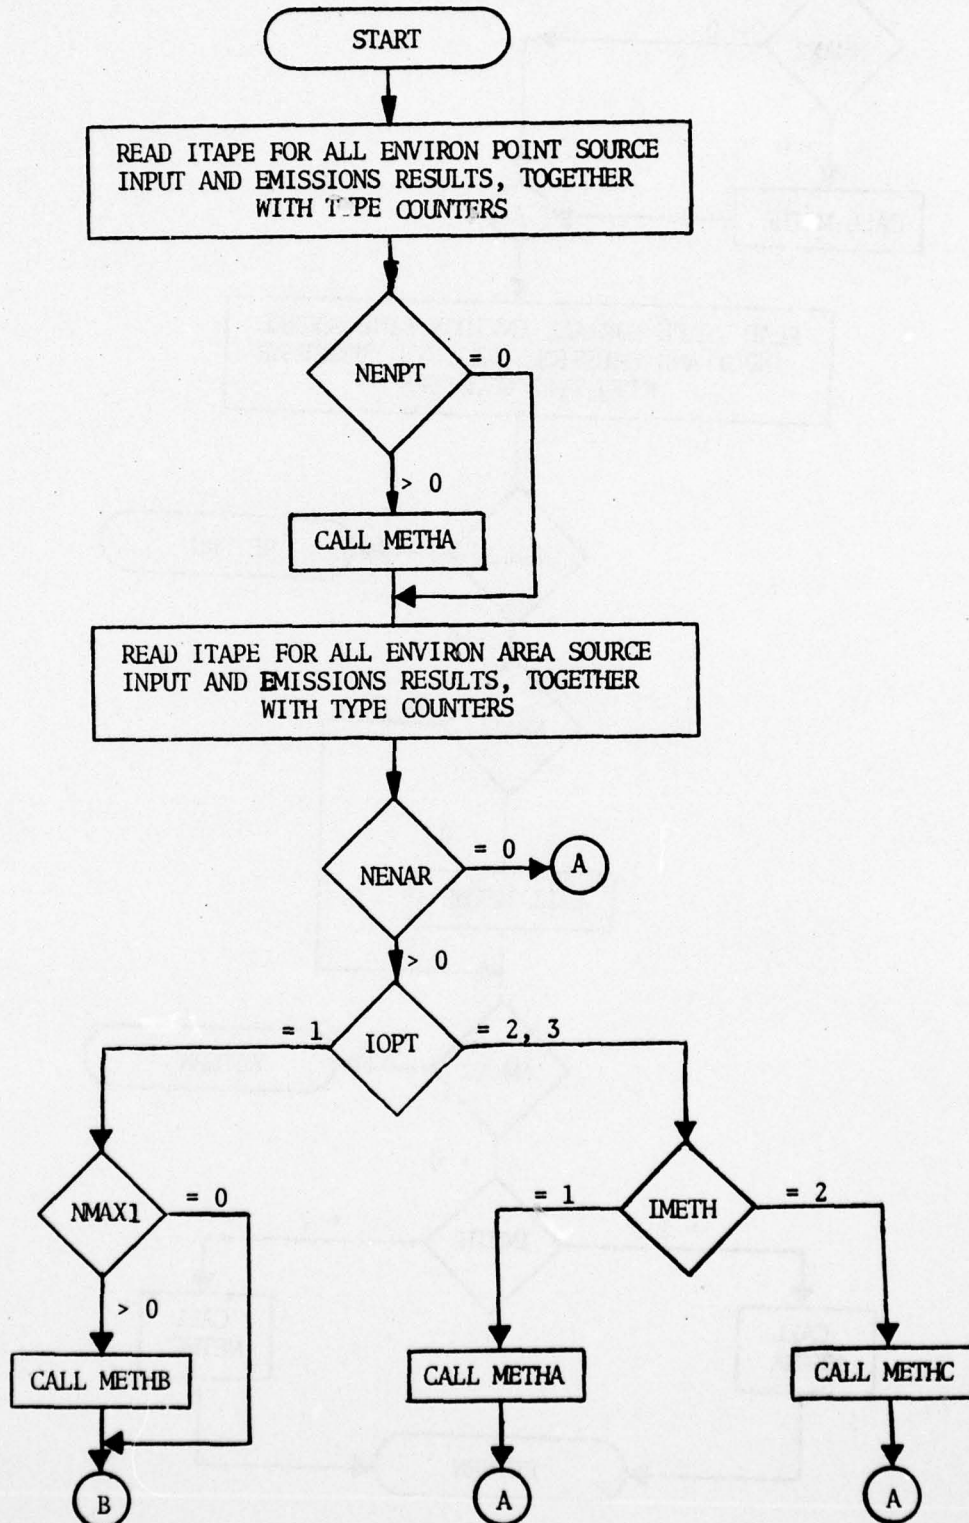 START
READ ITAPE FOR ALL ENVIRON POINT SOURCE
INPUT AND EMISSIONS RESULTS, TOGETHER
WITH COUNTERS
NENPT
= 0
> 0
CALL METHA
READ ITAPE FOR ALL ENVIRON AREA SOURCE
INPUT AND EMISSIONS RESULTS, TOGETHER
WITH TYPE COUNTERS
NENAR
= 0
A
> 0
= 1
IOPT
= 2, 3
NMAX1
= 0
= 1
IMETH
= 2
> 0
CALL METHB
CALL METHA
CALL METHC
B
A
A